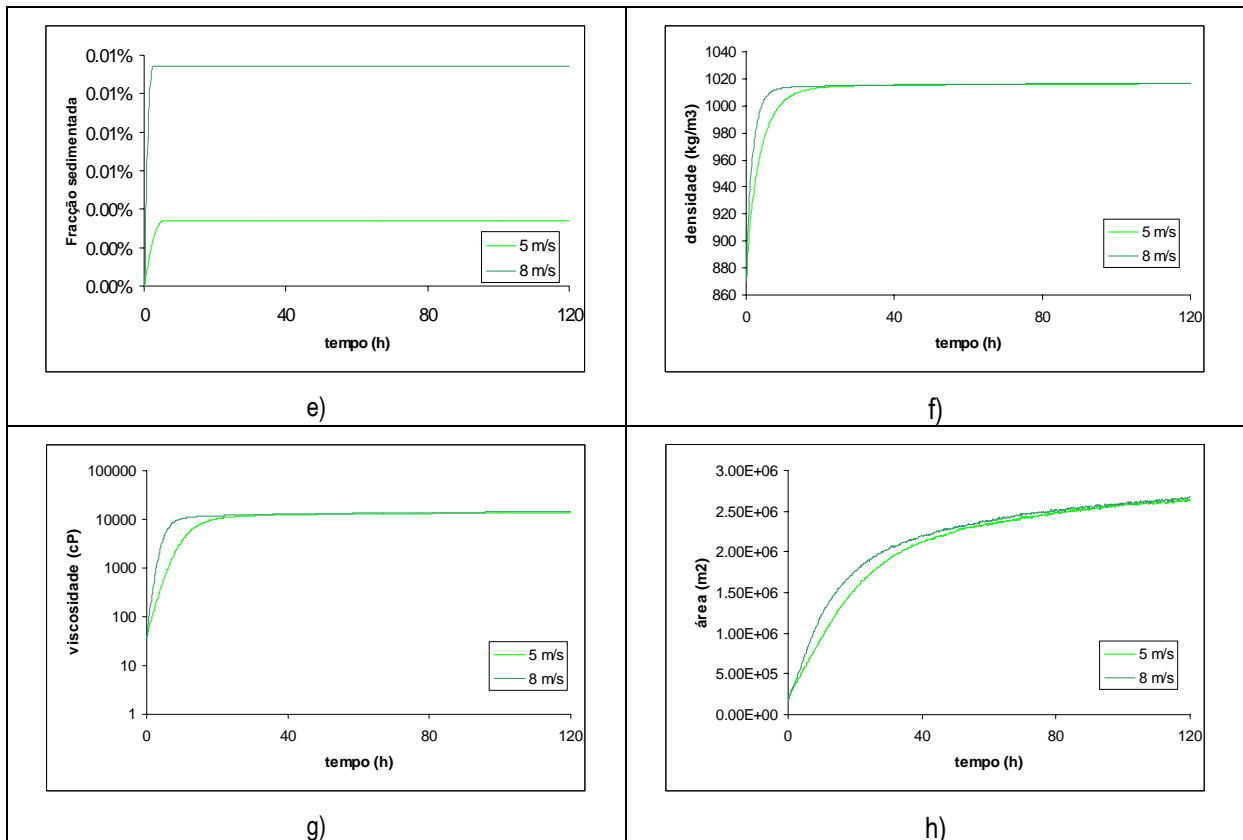 0.01%
0.01%
0.01%
0.01%
0.00%
0.00%
0.00%
Fracção sedimentada
0 40 80 120
tempo (h)
5 m/s
8 m/s
e)
1040
1020
1000
980
960
940
920
900
880
860
densidade (kg/m3)
0 40 80 120
tempo (h)
5 m/s
8 m/s
f)
100000
10000
1000
100
10
1
viscosidade (cP)
0 40 80 120
tempo (h)
5 m/s
8 m/s
g)
3.00E+06
2.50E+06
2.00E+06
1.50E+06
1.00E+06
5.00E+05
0.00E+00
área (m2)
0 40 80 120
tempo (h)
5 m/s
8 m/s
h)